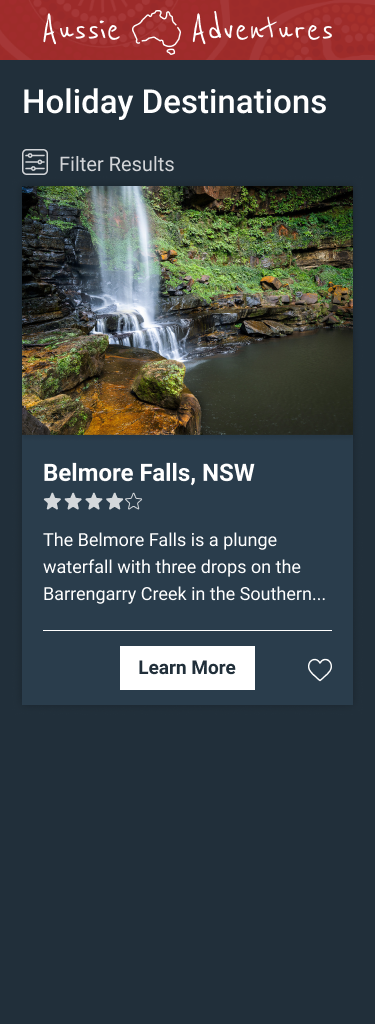 Aussie Adventures
Holiday Destinations
Filter Results
Belmore Falls, NSW
The Belmore Falls is a plunge
waterfall with three drops on the
Barrengarry Creek in the Southern...
Learn More